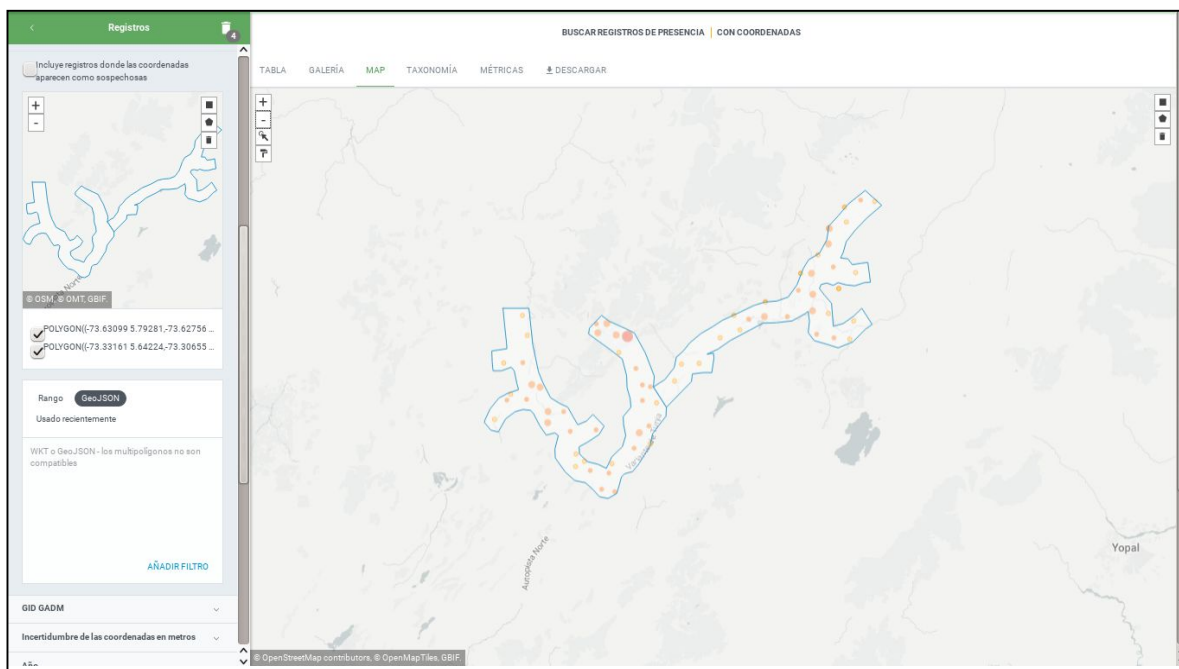 Registros
4
Incluye registros donde las coordenadas
aparecen como sospechosas
+
-
© OSM, © OMT, GBIF.
POLYGON((-73.63099 5.79281,-73.62756 ...
POLYGON((-73.33161 5.64224,-73.30655 ...
Rango GeoJSON
Usado recientemente
WKT o GeoJSON - los multipoligonos no son
compatibles
AÑADIR FILTRO
GID GADM
Incertidumbre de las coordenadas en metros
Año
BUSCAR REGISTROS DE PRESENCIA | CON COORDENADAS
TABLA GALERÍA MAP TAXONOMÍA MÉTRICAS DESCARGAR
+
-
Autopista Norte
Yopal
© OpenStreetMap contributors, © OpenMapTiles, GBIF.